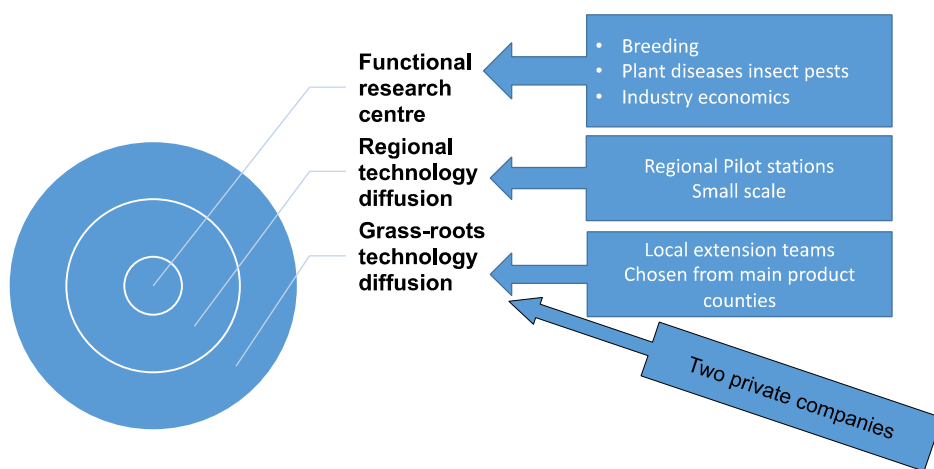 Functional
research
centre
• Breeding
• Plant diseases insect pests
• Industry economics
Regional
technology
diffusion
Regional Pilot stations
Small scale
Grass-roots
technology
diffusion
Local extension teams
Chosen from main product
counties
Two private companies